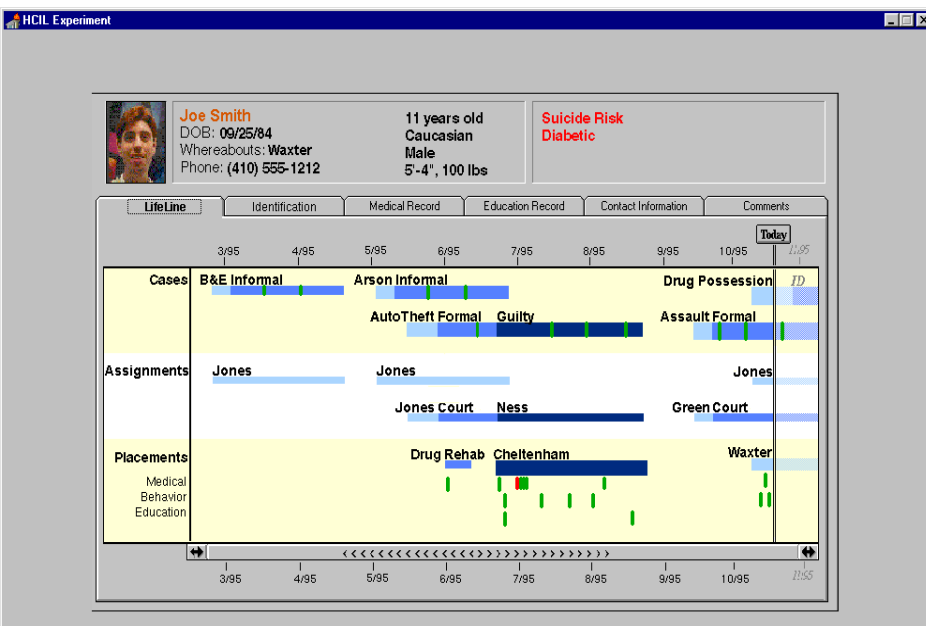 HCIL Experiment
Joe Smith
DOB: 09/25/84
Whereabouts: Waxter
Phone: (410) 555-1212
11 years old
Caucasian
Male
5'-4", 100 lbs
Suicide Risk
Diabetic
LifeLine Identification Medical Record Education Record Contact Information Comments
Today
3/95 4/95 5/95 6/95 7/95 8/95 9/95 10/95 11/95
Cases B&E Informal Arson Informal Drug Possession ID
AutoTheft Formal Guilty Assault Formal
Assignments Jones Jones Jones
Jones Court Ness Green Court
Placements Drug Rehab Cheltenham Waxter
Medical
Behavior
Education
3/95 4/95 5/95 6/95 7/95 8/95 9/95 10/95 11/95